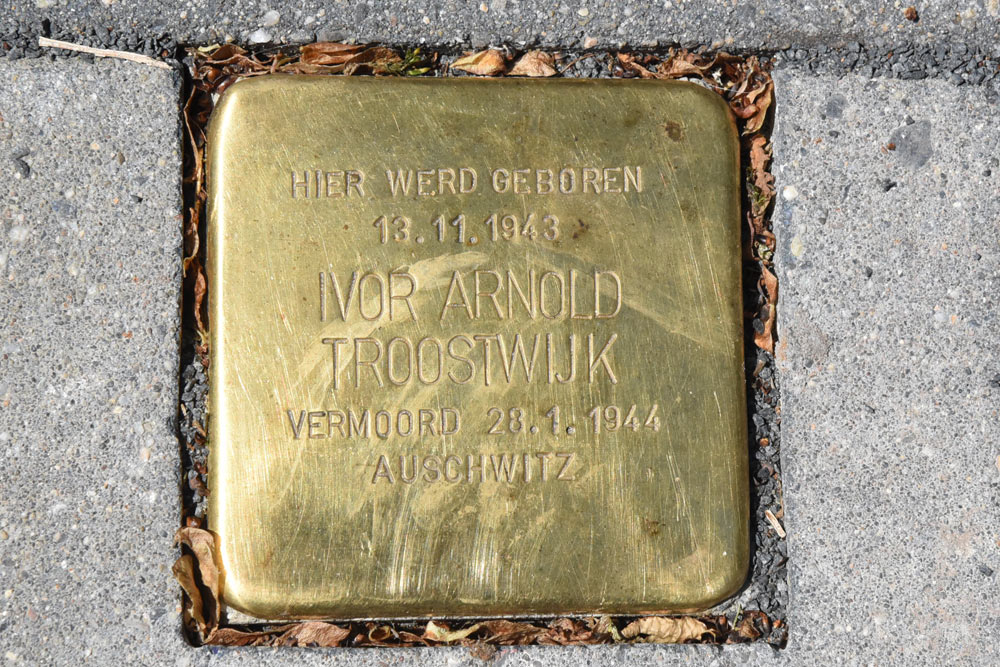 HIER WERD GEBOREN
13.11.1943
IVOR ARNOLD
TROOSTWIJK
VERMOORD 28.1.1944
AUSCHWITZ